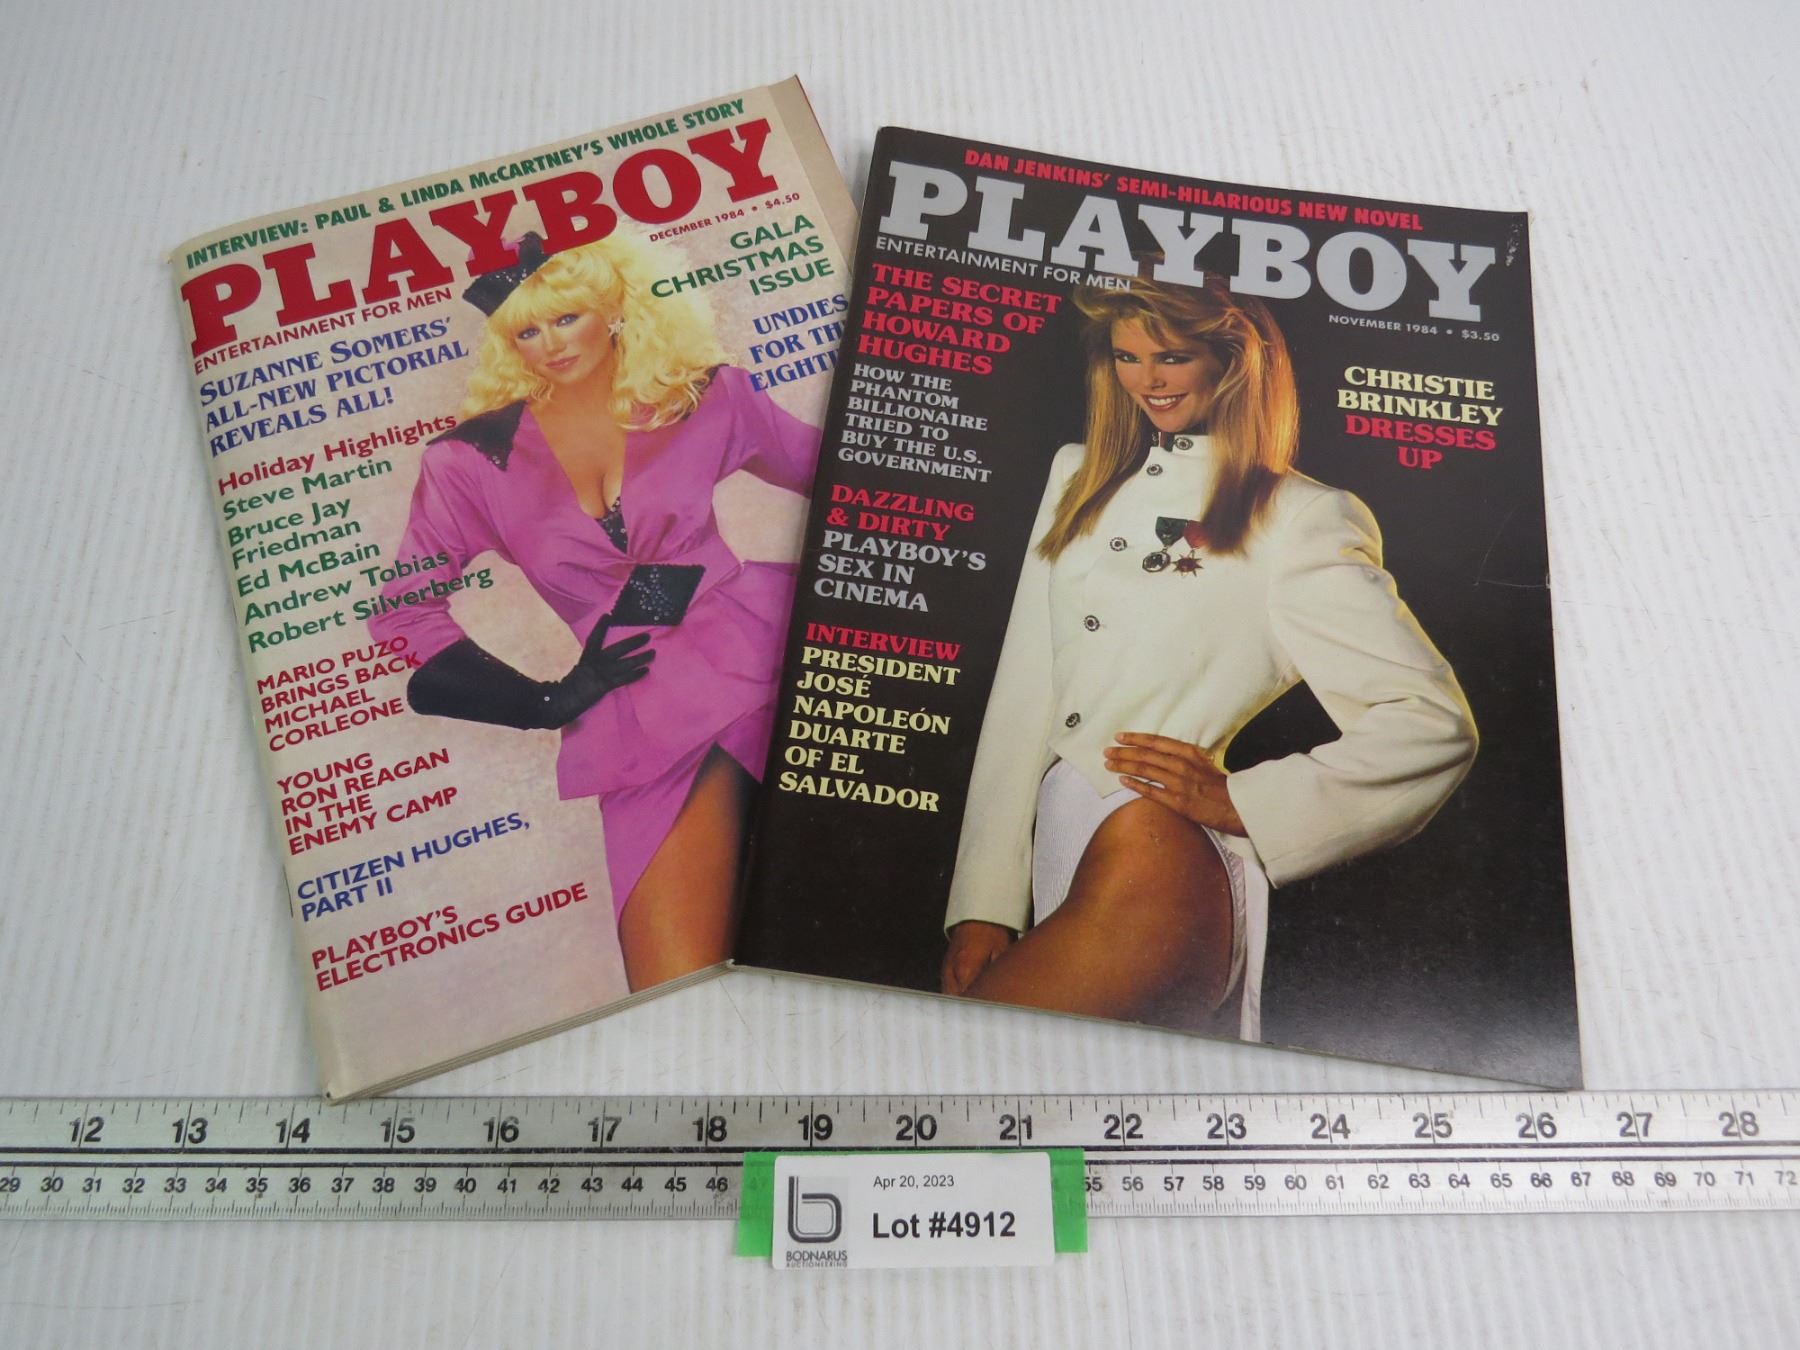 INTERVIEW: PAUL & LINDA McCARTNEY'S WHOLE STORY
PLAYBOY
ENTERTAINMENT FOR MEN
DECEMBER 1984 • $4.50
GALA
CHRISTMAS
ISSUE
UNDIES
FOR
SUZANNE SOMERS'
ALL-NEW PICTORIAL
REVEALS ALL!
Holiday Highlights
Steve Martin
Bruce Jay
Friedman
Ed McBain
Andrew Tobias
Robert Silverberg
MARIO PUZO
BRINGS BACK
MICHAEL
CORLEONE
YOUNG
RON REAGAN
IN THE
ENEMY CAMP
CITIZEN HUGHES,
PART II
PLAYBOY'S
ELECTRONICS GUIDE
DAN JENKINS' SEMI-HILARIOUS NEW NOVEL
PLAYBOY
ENTERTAINMENT FOR MEN
NOVEMBER 1984 • $3.50
THE SECRET
PAPERS OF
HOWARD
HUGHES
HOW THE
PHANTOM
BILLIONAIRE
TRIED TO
BUY THE U.S.
GOVERNMENT
DAZZLING
& DIRTY
PLAYBOY'S
SEX IN
CINEMA
INTERVIEW
PRESIDENT
JOSÉ
NAPOLEÓN
DUARTE
OF EL
SALVADOR
CHRISTIE
BRINKLEY
DRESSES
UP
12 13 14 15 16 17 18 19 20 21 22 23 24 25 26 27 28
29 30 31 32 33 34 35 36 37 38 39 40 41 42 43 44 45 46 55 56 57 58 59 60 61 62 63 64 65 66 67 68 69 70 71 72
Apr 20, 2023
Lot #4912
BODNARUS
AUCTIONEERING